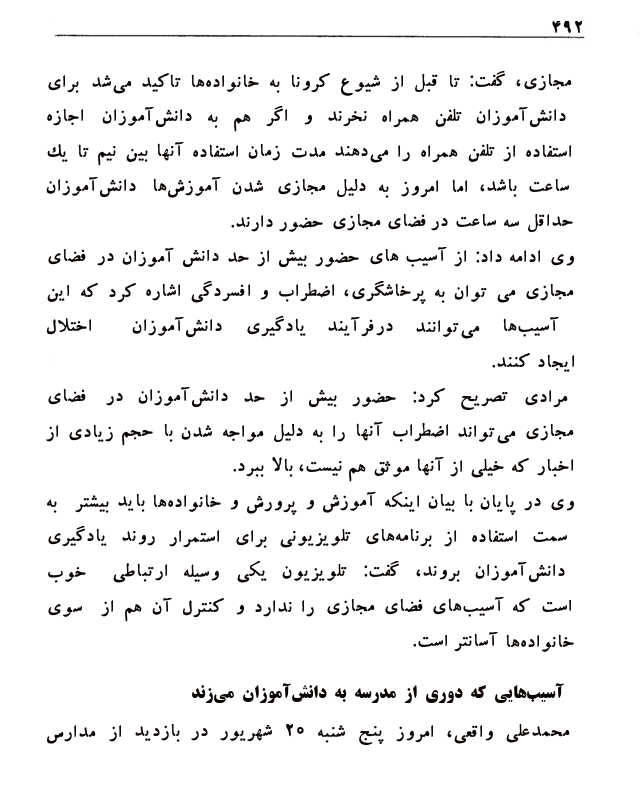 ۴۹۲
مجازی، گفت: تا قبل از شیوع کرونا به خانواده‌ها تاکید می‌شد برای
دانش‌آموزان تلفن همراه نخرند و اگر هم به دانش‌آموزان اجازه
استفاده از تلفن همراه را می‌دهند مدت زمان استفاده آنها بین نیم تا یك
ساعت باشد، اما امروز به دلیل مجازی شدن آموزش‌ها دانش‌آموزان
حداقل سه ساعت در فضای مجازی حضور دارند.
وی ادامه داد: از آسیب های حضور بیش از حد دانش آموزان در فضای
مجازی می توان به پرخاشگری، اضطراب و افسردگی اشاره کرد که این
آسیب‌ها می‌توانند درفرآیند یادگیری دانش‌آموزان اختلال
ایجاد کنند.
مرادی تصریح کرد: حضور بیش از حد دانش‌آموزان در فضای
مجازی می‌تواند اضطراب آنها را به دلیل مواجه شدن با حجم زیادی از
اخبار که خیلی از آنها موثق هم نیست، بالا ببرد.
وی در پایان با بیان اینکه آموزش و پرورش و خانواده‌ها باید بیشتر به
سمت استفاده از برنامه‌های تلویزیونی برای استمرار روند یادگیری
دانش‌آموزان بروند، گفت: تلویزیون یکی وسیله ارتباطی خوب
است که آسیب‌های فضای مجازی را ندارد و کنترل آن هم از سوی
خانواده‌ها آسانتر است.
آسیب‌هایی که دوری از مدرسه به دانش‌آموزان می‌زند
محمدعلی واقعی، امروز پنج شنبه ۲۰ شهریور در بازدید از مدارس